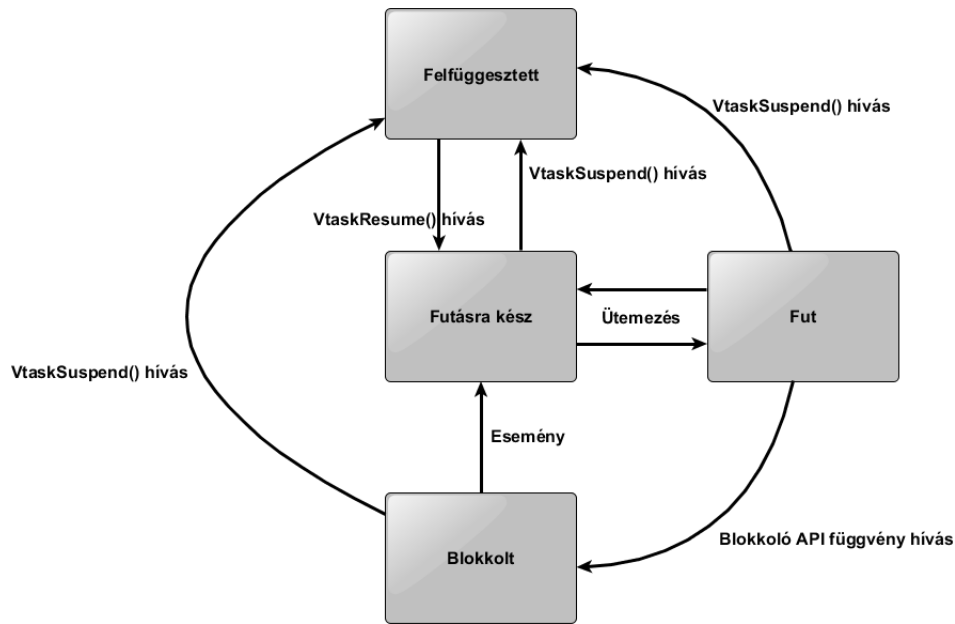 Felfüggesztett
VtaskSuspend() hívás
VtaskSuspend() hívás
VtaskResume() hívás
Futásra kész
Ütemezés
Fut
VtaskSuspend() hívás
Esemény
Blokkoló API függvény hívás
Blokkolt